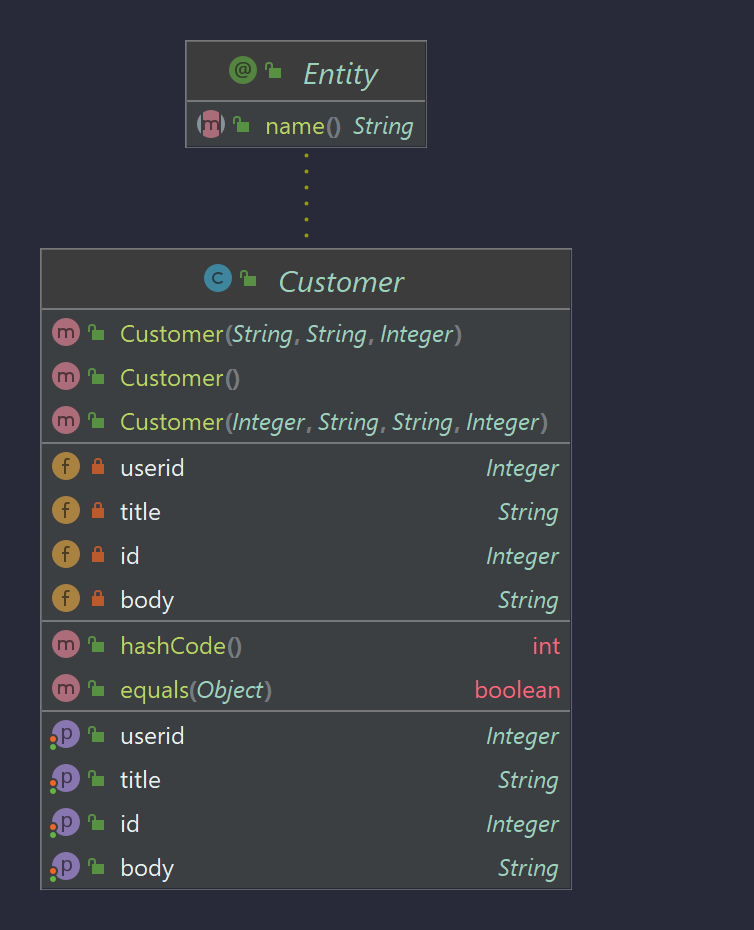 @ Entity
m name() String
C Customer
m Customer(String, String, Integer)
m Customer()
m Customer(Integer, String, String, Integer)
f userid Integer
f title String
f id Integer
f body String
m hashCode() int
m equals(Object) boolean
p userid Integer
p title String
p id Integer
p body String